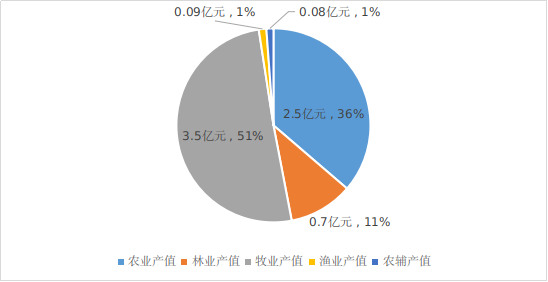 0.09亿元，1%
0.08亿元，1%
2.5亿元，36%
3.5亿元，51%
0.7亿元，11%
农业产值 林业产值 牧业产值 渔业产值 农辅产值